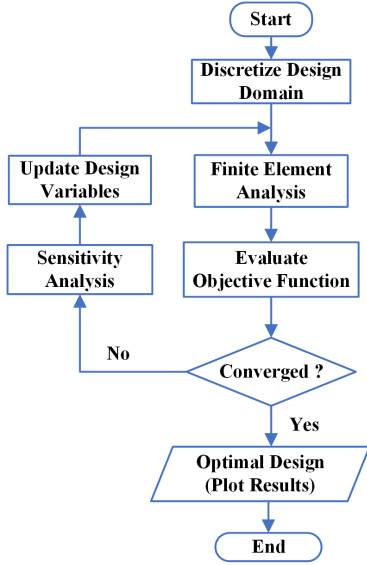 Start
Discretize Design
Domain
Update Design
Variables
Finite Element
Analysis
Sensitivity
Analysis
Evaluate
Objective Function
No
Converged ?
Yes
Optimal Design
(Plot Results)
End